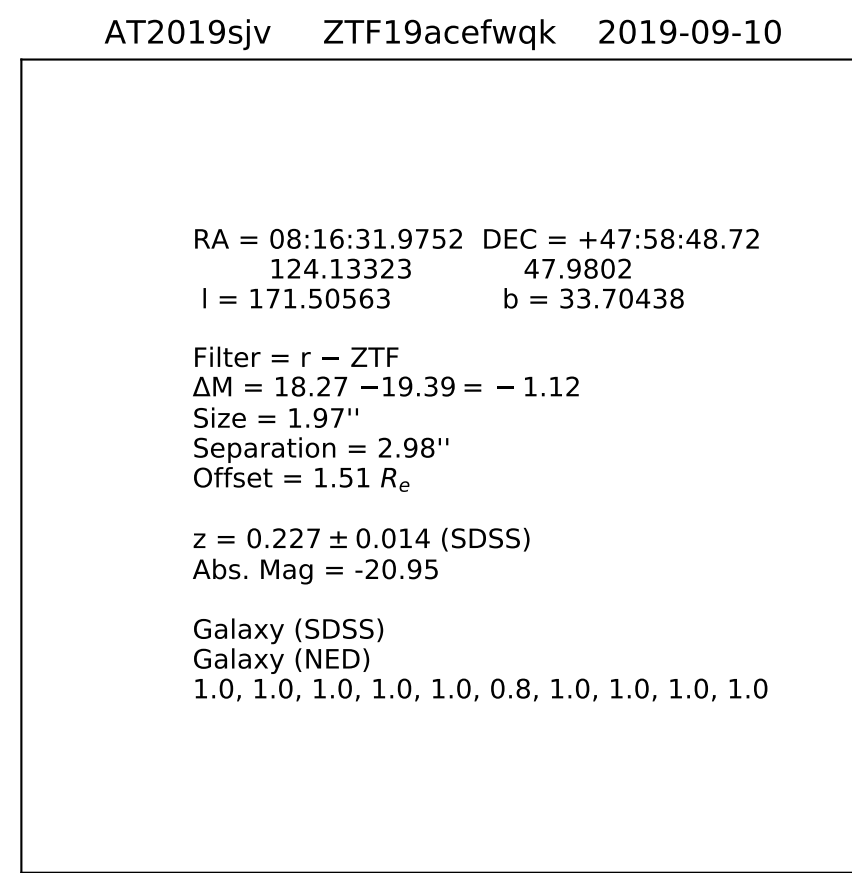 AT2019sjv ZTF19acefwqk 2019-09-10
RA = 08:16:31.9752 DEC = +47:58:48.72
124.13323 47.9802
l = 171.50563 b = 33.70438
Filter = r − ZTF
ΔM = 18.27 −19.39 = − 1.12
Size = 1.97''
Separation = 2.98''
Offset = 1.51 Re
z = 0.227 ± 0.014 (SDSS)
Abs. Mag = -20.95
Galaxy (SDSS)
Galaxy (NED)
1.0, 1.0, 1.0, 1.0, 1.0, 0.8, 1.0, 1.0, 1.0, 1.0